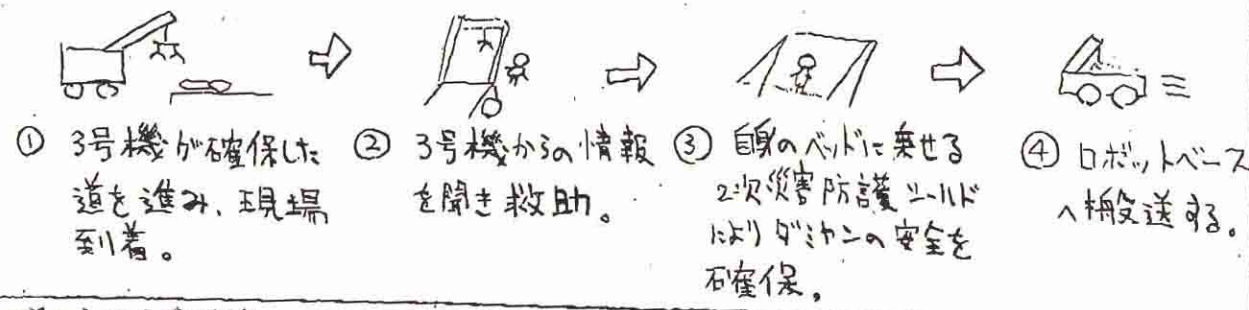 ① 3号機が確保した
道を進み、現場
到着。
② 3号機からの情報
を聞き救助。
③ 自身のベッドに乗せる
2次災害防護シールド
によりダミヤンの安全を
確保。
④ ロボットベース
へ搬送する。